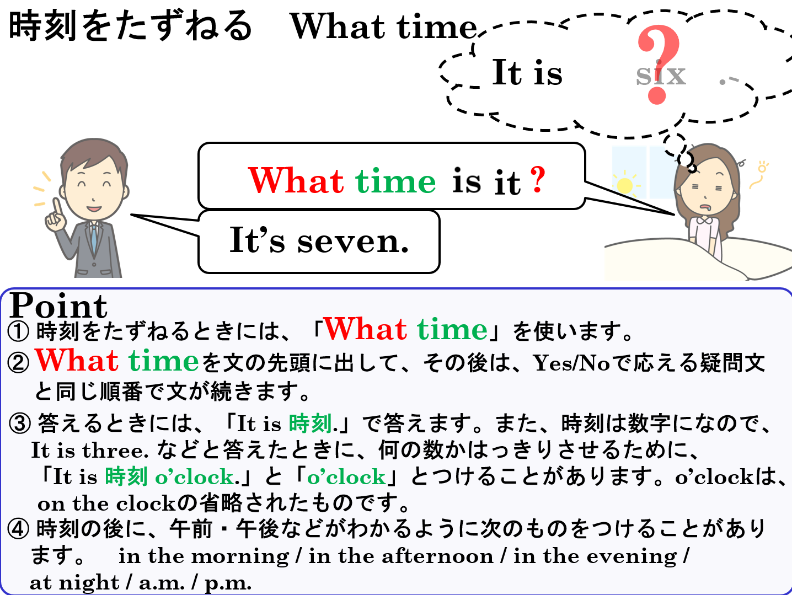 時刻をたずねる　What time
It is six .
?
What time is it ?
It's seven.
Point
① 時刻をたずねるときには、「What time」を使います。
② What timeを文の先頭に出して、その後は、Yes/Noで応える疑問文
と同じ順番で文が続きます。
③ 答えるときには、「It is 時刻.」で答えます。また、時刻は数字になので、
It is three. などと答えたときに、何の数かはっきりさせるために、
「It is 時刻 o'clock.」と「o'clock」とつけることがあります。o'clockは、
on the clockの省略されたものです。
④ 時刻の後に、午前・午後などがわかるように次のものをつけることがあり
ます。　in the morning / in the afternoon / in the evening /
at night / a.m. / p.m.